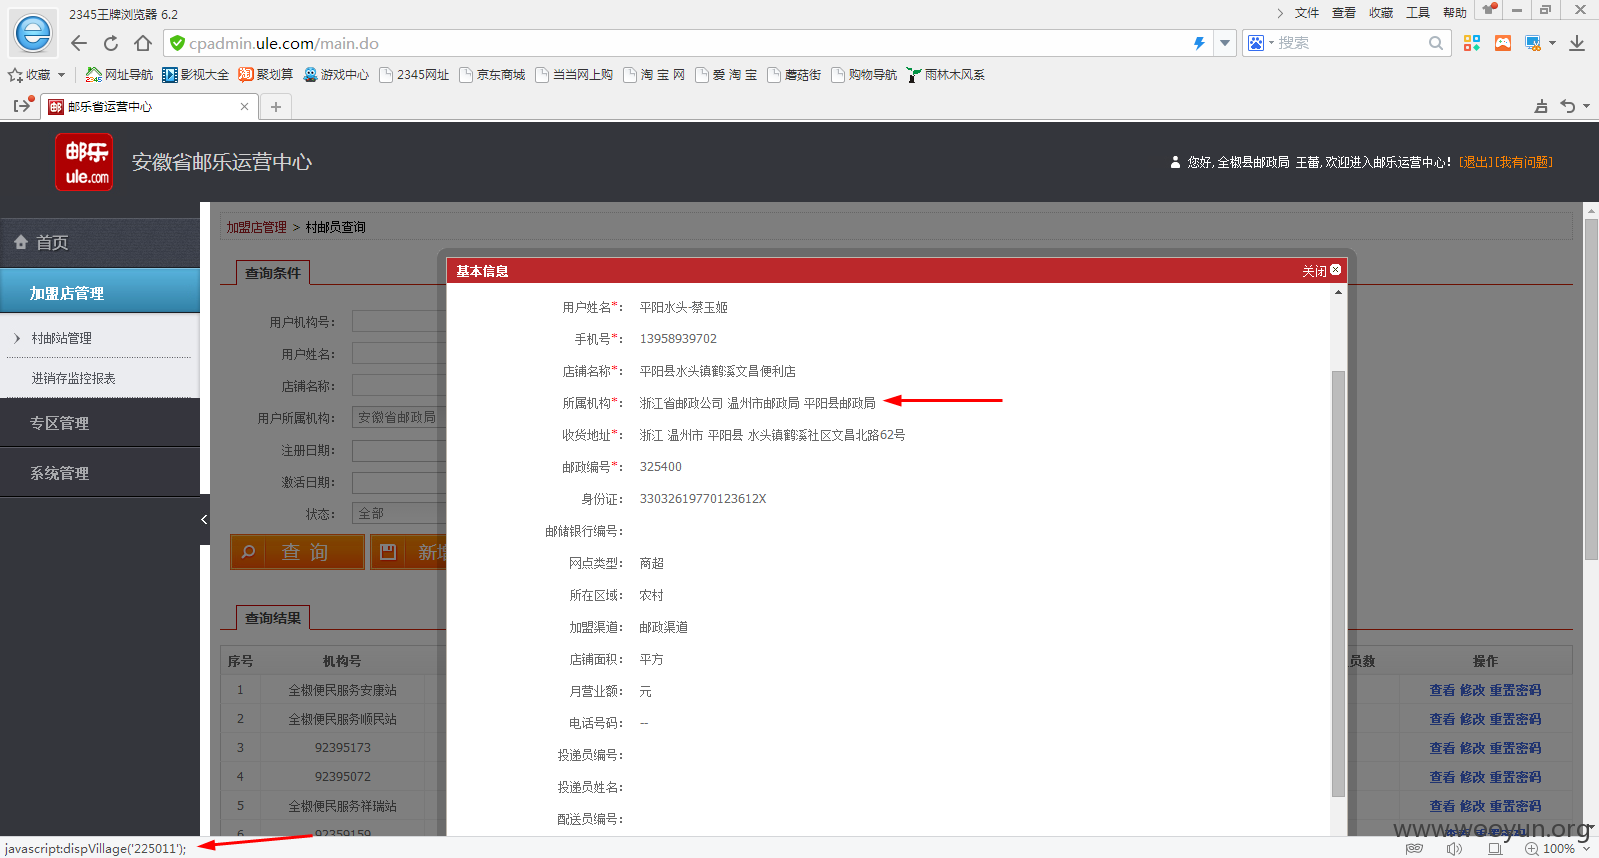 2345王牌浏览器 6.2
文件 查看 收藏 工具 帮助
cpadmin.ule.com/main.do
搜索
收藏 网址导航 影视大全 聚划算 游戏中心 2345网址 京东商城 当当网上购 淘 宝 网 爱 淘 宝 蘑菇街 购物导航 雨林木风系
邮乐省运营中心
邮乐
ule.com
安徽省邮乐运营中心
您好, 全椒县邮政局 王蕾, 欢迎进入邮乐运营中心! [退出][我有问题]
首页
加盟店管理
村邮站管理
进销存监控报表
专区管理
系统管理
加盟店管理 > 村邮员查询
查询条件
用户机构号:
用户姓名:
店铺名称:
用户所属机构: 安徽省邮政局
注册日期:
激活日期:
状态: 全部
查 询
新增
查询结果
序号 机构号 员数 操作
1 全椒便民服务安康站 查看 修改 重置密码
2 全椒便民服务顺民站 查看 修改 重置密码
3 92395173 查看 修改 重置密码
4 92395072 查看 修改 重置密码
5 全椒便民服务祥瑞站 查看 修改 重置密码
6 92359159 查看 修改 重置密码
基本信息
关闭
用户姓名*: 平阳水头-蔡玉姬
手机号*: 13958939702
店铺名称*: 平阳县水头镇鹤溪文昌便利店
所属机构*: 浙江省邮政公司 温州市邮政局 平阳县邮政局
收货地址*: 浙江 温州市 平阳县 水头镇鹤溪社区文昌北路62号
邮政编号*: 325400
身份证: 33032619770123612X
邮储银行编号:
网点类型: 商超
所在区域: 农村
加盟渠道: 邮政渠道
店铺面积: 平方
月营业额: 元
电话号码: --
投递员编号:
投递员姓名:
配送员编号:
www.wooyun.org
javascript:dispVillage('225011');
100%